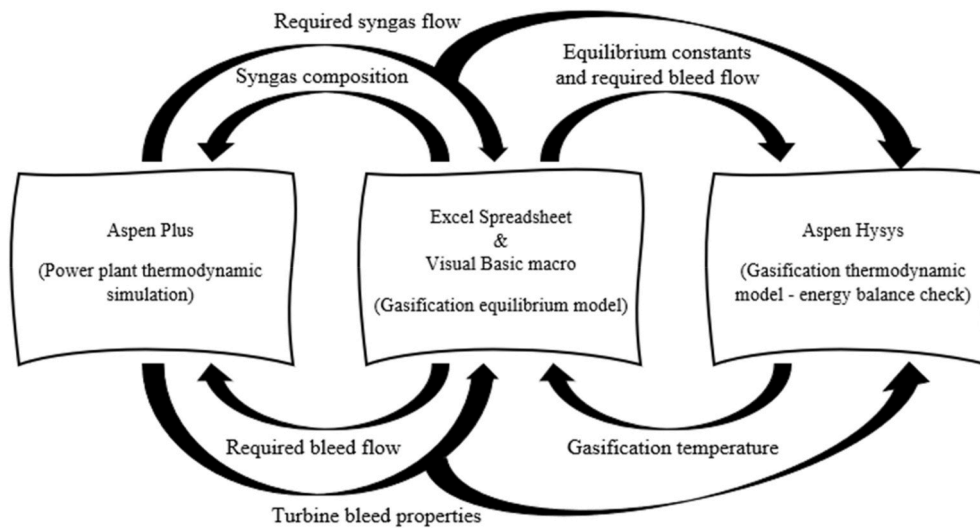 Required syngas flow
Syngas composition
Equilibrium constants
and required bleed flow
Aspen Plus
(Power plant thermodynamic
simulation)
Excel Spreadsheet
&
Visual Basic macro
(Gasification equilibrium model)
Aspen Hysys
(Gasification thermodynamic
model - energy balance check)
Required bleed flow
Gasification temperature
Turbine bleed properties